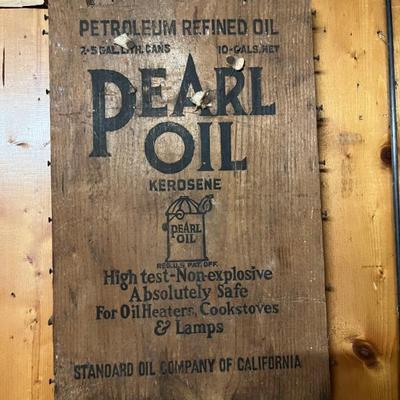 PETROLEUM REFINED OIL
2-5 GAL. LITH. CANS 10-GALS. NET
PEARL
OIL
KEROSENE
PEARL
OIL
REG. U.S. PAT. OFF.
High test-Non-explosive
Absolutely Safe
For Oil Heaters, Cookstoves
& Lamps
STANDARD OIL COMPANY OF CALIFORNIA